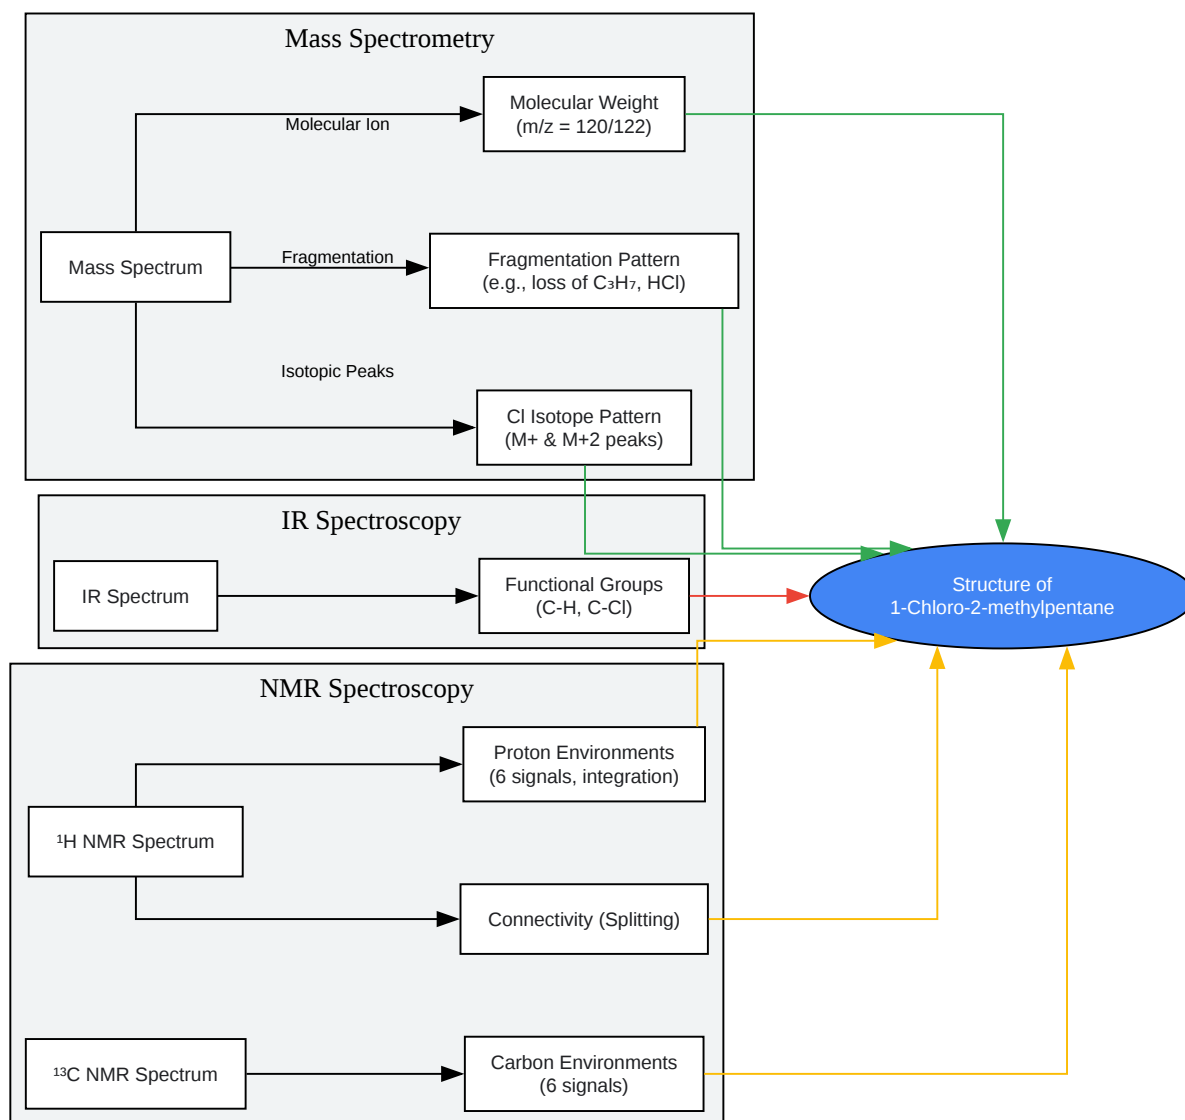 Mass Spectrometry
Molecular Weight
(m/z = 120/122)
Molecular Ion
Mass Spectrum
Fragmentation
Fragmentation Pattern
(e.g., loss of C₃H₇, HCl)
Isotopic Peaks
Cl Isotope Pattern
(M+ & M+2 peaks)
IR Spectroscopy
IR Spectrum
Functional Groups
(C-H, C-Cl)
Structure of
1-Chloro-2-methylpentane
NMR Spectroscopy
Proton Environments
(6 signals, integration)
¹H NMR Spectrum
Connectivity (Splitting)
¹³C NMR Spectrum
Carbon Environments
(6 signals)